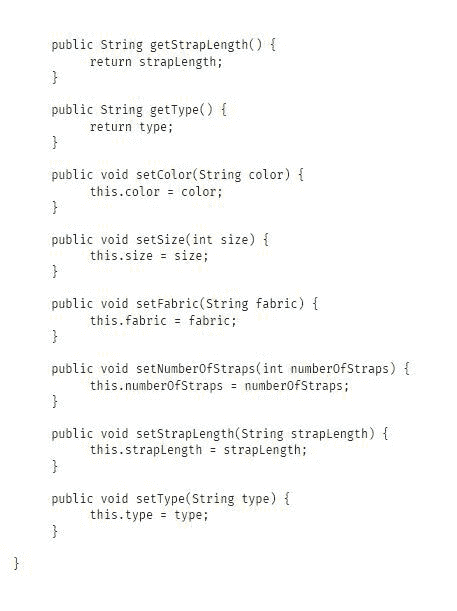 public String getStrapLength() {
return strapLength;
}
public String getType() {
return type;
}
public void setColor(String color) {
this.color = color;
}
public void setSize(int size) {
this.size = size;
}
public void setFabric(String fabric) {
this.fabric = fabric;
}
public void setNumberOfStraps(int numberOfStraps) {
this.numberOfStraps = numberOfStraps;
}
public void setStrapLength(String strapLength) {
this.strapLength = strapLength;
}
public void setType(String type) {
this.type = type;
}
}